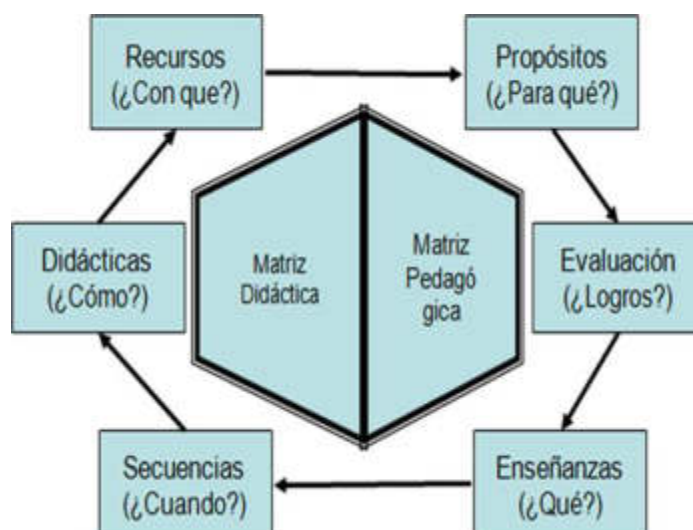 Recursos
(¿Con que?)
Propósitos
(¿Para qué?)
Didácticas
(¿Cómo?)
Matriz
Didáctica
Matriz
Pedagó
gica
Evaluación
(¿Logros?)
Secuencias
(¿Cuando?)
Enseñanzas
(¿Qué?)